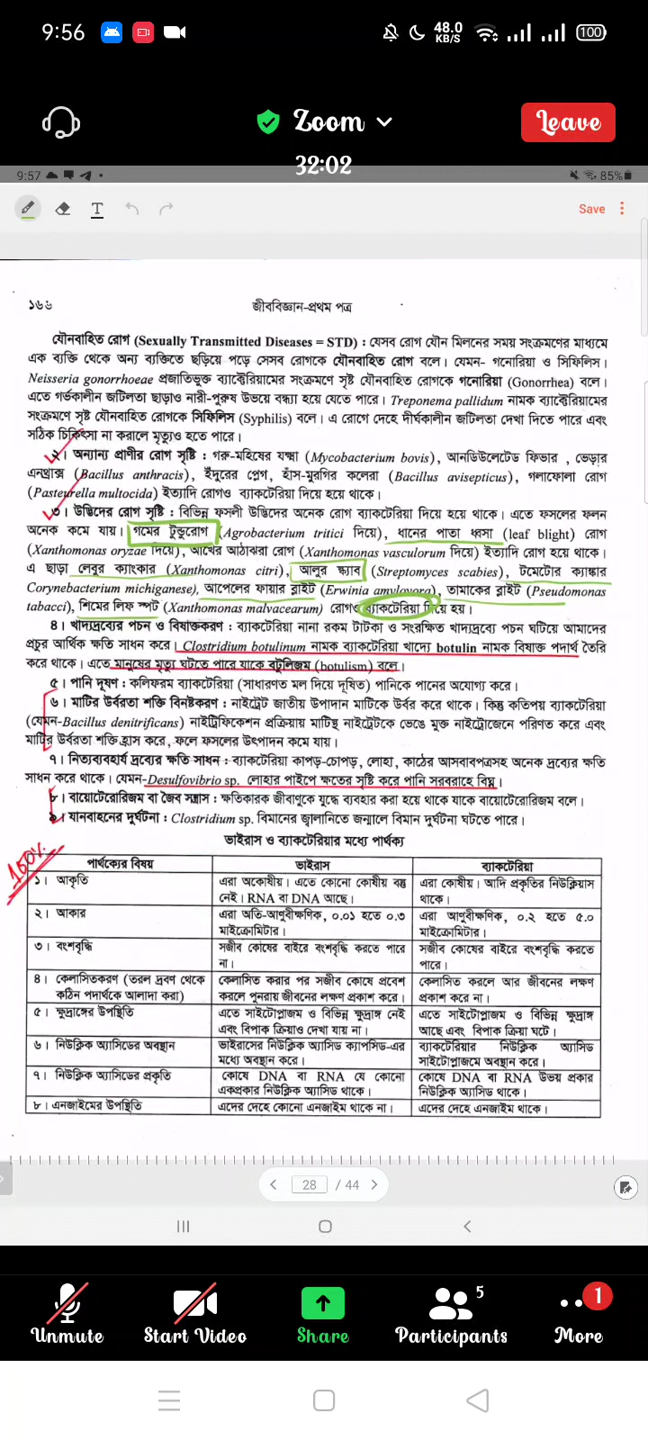 9:56
48.0
KB/S
100
Zoom
Leave
32:02
9:57
85%
T
Save
১৬৬
জীববিজ্ঞান-প্রথম পত্র
যৌনবাহিত রোগ (Sexually Transmitted Diseases = STD) : যেসব রোগ যৌন মিলনের সময় সংক্রমণের মাধ্যমে
এক ব্যক্তি থেকে অন্য ব্যক্তিতে ছড়িয়ে পড়ে সেসব রোগকে যৌনবাহিত রোগ বলে। যেমন- গনোরিয়া ও সিফিলিস।
Neisseria gonorrhoeae প্রজাতিভুক্ত ব্যাক্টেরিয়ামের সংক্রমণে সৃষ্ট যৌনবাহিত রোগকে গনোরিয়া (Gonorrhea) বলে।
এতে গর্ভকালীন জটিলতা ছাড়াও নারী-পুরুষ উভয়ে বন্ধ্যা হয়ে যেতে পারে। Treponema pallidum নামক ব্যাকটেরিয়ামের
সংক্রমণে সৃষ্ট যৌনবাহিত রোগকে সিফিলিস (Syphilis) বলে। এ রোগে দেহে দীর্ঘকালীন জটিলতা দেখা দিতে পারে এবং
সঠিক চিকিৎসা না করালে মৃত্যুও হতে পারে।
২। অন্যান্য প্রাণীর রোগ সৃষ্টি : গরু-মহিষের যক্ষ্মা (Mycobacterium bovis), আনডিউলেটেড ফিভার , ভেড়ার
এনথ্রাক্স (Bacillus anthracis), ইঁদুরের প্লেগ, হাঁস-মুরগির কলেরা (Bacillus avisepticus), গলাফোলা রোগ
(Pasteurella multocida) ইত্যাদি রোগও ব্যাকটেরিয়া দিয়ে হয়ে থাকে।
৩। উদ্ভিদের রোগ সৃষ্টি : বিভিন্ন ফসলী উদ্ভিদের অনেক রোগ ব্যাকটেরিয়া দিয়ে হয়ে থাকে। এতে ফসলের ফলন
অনেক কমে যায়। গমের টুন্ডুরোগ (Agrobacterium tritici দিয়ে), ধানের পাতা ধ্বসা (leaf blight) রোগ
(Xanthomonas oryzae দিয়ে), আখের আঠাঝরা রোগ (Xanthomonas vasculorum দিয়ে) ইত্যাদি রোগ হয়ে থাকে।
এ ছাড়া লেবুর ক্যাংকার (Xanthomonas citri), আলুর স্ক্যাব (Streptomyces scabies), টমেটোর ক্যাঙ্কার
Corynebacterium michiganese), আপেলের ফায়ার ব্লাইট (Erwinia amylovora), তামাকের ব্লাইট (Pseudomonas
tabacci), শিমের লিফ স্পট (Xanthomonas malvacearum) রোগও ব্যাকটেরিয়া দিয়ে হয়।
৪। খাদ্যদ্রব্যের পচন ও বিষাক্তকরণ : ব্যাকটেরিয়া নানা রকম টাটকা ও সংরক্ষিত খাদ্যদ্রব্যে পচন ঘটিয়ে আমাদের
প্রচুর আর্থিক ক্ষতি সাধন করে। Clostridium botulinum নামক ব্যাকটেরিয়া খাদ্যে botulin নামক বিষাক্ত পদার্থ তৈরি
করে থাকে। এতে মানুষের মৃত্যু ঘটতে পারে যাকে বটুলিজম (botulism) বলে।
৫। পানি দূষণ : কলিফরম ব্যাকটেরিয়া (সাধারণত মল দিয়ে দূষিত) পানিকে পানের অযোগ্য করে।
৬। মাটির উর্বরতা শক্তি বিনষ্টকরণ : নাইট্রেট জাতীয় উপাদান মাটিকে উর্বর করে থাকে। কিন্তু কতিপয় ব্যাকটেরিয়া
(যেমন-Bacillus denitrificans) নাইট্রিফিকেশন প্রক্রিয়ায় মাটিস্থ নাইট্রেটকে ভেঙে মুক্ত নাইট্রোজেনে পরিণত করে এবং
মাটির উর্বরতা শক্তি হ্রাস করে, ফলে ফসলের উৎপাদন কমে যায়।
৭। নিত্যব্যবহার্য দ্রব্যের ক্ষতি সাধন : ব্যাকটেরিয়া কাপড়-চোপড়, লোহা, কাঠের আসবাবপত্রসহ অনেক দ্রব্যের ক্ষতি
সাধন করে থাকে। যেমন-Desulfovibrio sp. লোহার পাইপে ক্ষতের সৃষ্টি করে পানি সরবরাহে বিঘ্ন।
৮। বায়োটেরোরিজম বা জৈব সন্ত্রাস : ক্ষতিকারক জীবাণুকে যুদ্ধে ব্যবহার করা হয়ে থাকে যাকে বায়োটেরোরিজম বলে।
৯। যানবাহনের দুর্ঘটনা : Clostridium sp. বিমানের জ্বালানিতে জন্মালে বিমান দুর্ঘটনা ঘটতে পারে।
ভাইরাস ও ব্যাকটেরিয়ার মধ্যে পার্থক্য
100%
পার্থক্যের বিষয় ভাইরাস ব্যাকটেরিয়া
১। আকৃতি এরা অকোষীয়। এতে কোনো কোষীয় বস্তু এরা কোষীয়। আদি প্রকৃতির নিউক্লিয়াস
নেই। RNA বা DNA আছে। থাকে।
২। আকার এরা অতি-আণুবীক্ষণিক, ০.০১ হতে ০.৩ এরা আণুবীক্ষণিক, ০.২ হতে ৫.০
মাইক্রোমিটার। মাইক্রোমিটার।
৩। বংশবৃদ্ধি সজীব কোষের বাইরে বংশবৃদ্ধি করতে পারে সজীব কোষের বাইরে বংশবৃদ্ধি করতে
না। পারে।
৪। কেলাসিতকরণ (তরল দ্রবণ থেকে কেলাসিত করার পর সজীব কোষে প্রবেশ কেলাসিত করলে আর জীবনের লক্ষণ
কঠিন পদার্থকে আলাদা করা) করলে পুনরায় জীবনের লক্ষণ প্রকাশ করে। প্রকাশ করে না।
৫। ক্ষুদ্রাঙ্গের উপস্থিতি এতে সাইটোপ্লাজম ও বিভিন্ন ক্ষুদ্রাঙ্গ নেই এতে সাইটোপ্লাজম ও বিভিন্ন ক্ষুদ্রাঙ্গ
এবং বিপাক ক্রিয়াও দেখা যায় না। আছে এবং বিপাক ক্রিয়া ঘটে।
৬। নিউক্লিক অ্যাসিডের অবস্থান ভাইরাসের নিউক্লিক অ্যাসিড ক্যাপসিড-এর ব্যাকটেরিয়ার নিউক্লিক অ্যাসিড
মধ্যে অবস্থান করে। সাইটোপ্লাজমে অবস্থান করে।
৭। নিউক্লিক অ্যাসিডের প্রকৃতি কোষে DNA বা RNA যে কোনো কোষে DNA বা RNA উভয় প্রকার
একপ্রকার নিউক্লিক অ্যাসিড থাকে। নিউক্লিক অ্যাসিড থাকে।
৮। এনজাইমের উপস্থিতি এদের দেহে কোনো এনজাইম থাকে না। এদের দেহে এনজাইম থাকে।
28 / 44
5
1
Unmute
Start Video
Share
Participants
More